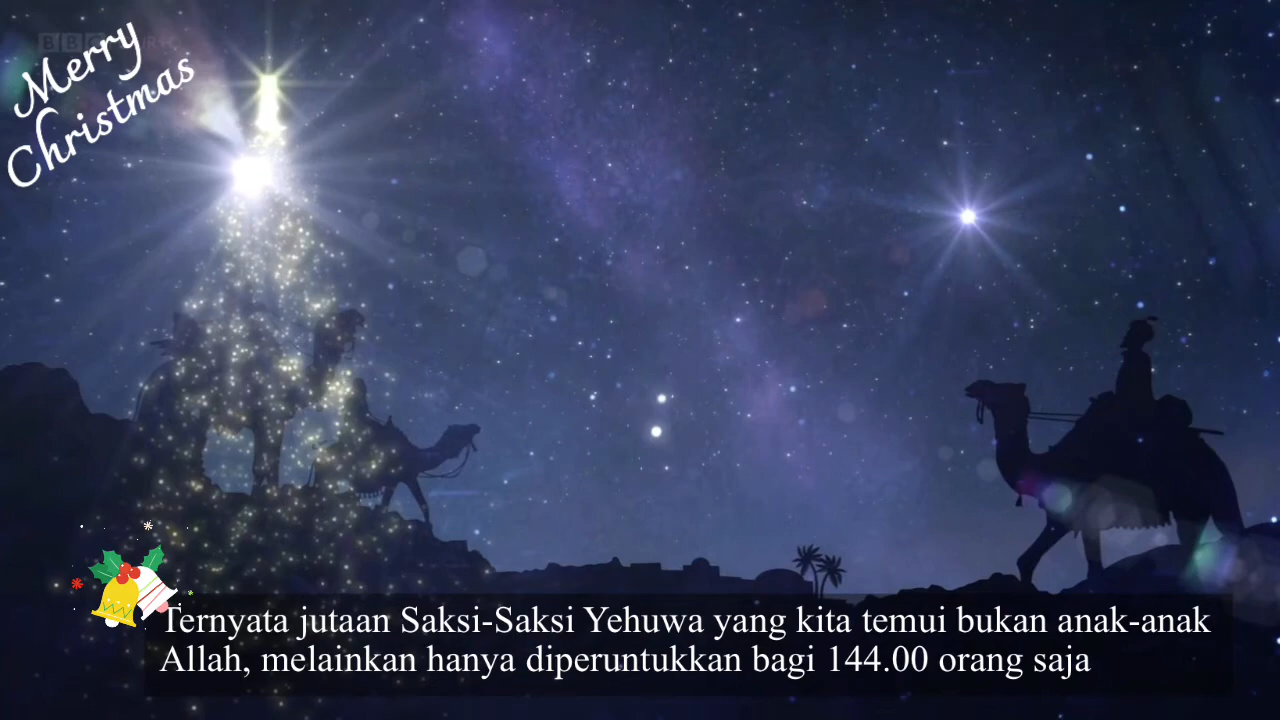 Merry
Christmas
Ternyata jutaan Saksi-Saksi Yehuwa yang kita temui bukan anak-anak
Allah, melainkan hanya diperuntukkan bagi 144.00 orang saja